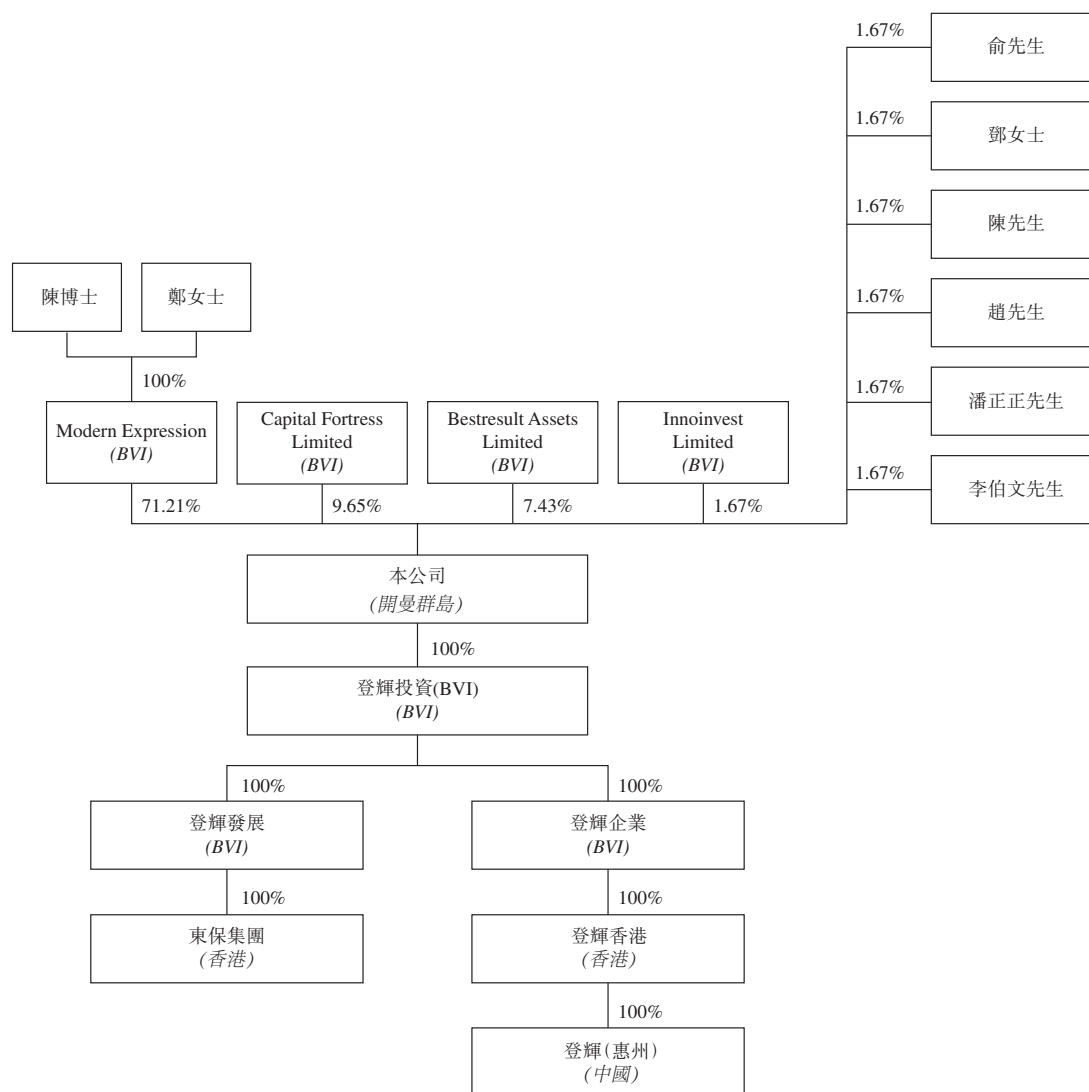 1.67%
俞先生
1.67%
鄧女士
1.67%
陳先生
1.67%
趙先生
1.67%
潘正正先生
1.67%
李伯文先生
陳博士
鄭女士
100%
Modern Expression
(BVI)
Capital Fortress
Limited
(BVI)
Bestresult Assets
Limited
(BVI)
Innoinvest
Limited
(BVI)
71.21%
9.65%
7.43%
1.67%
本公司
(開曼群島)
100%
登輝投資(BVI)
(BVI)
100%
100%
登輝發展
(BVI)
登輝企業
(BVI)
100%
100%
東保集團
(香港)
登輝香港
(香港)
100%
登輝(惠州)
(中國)